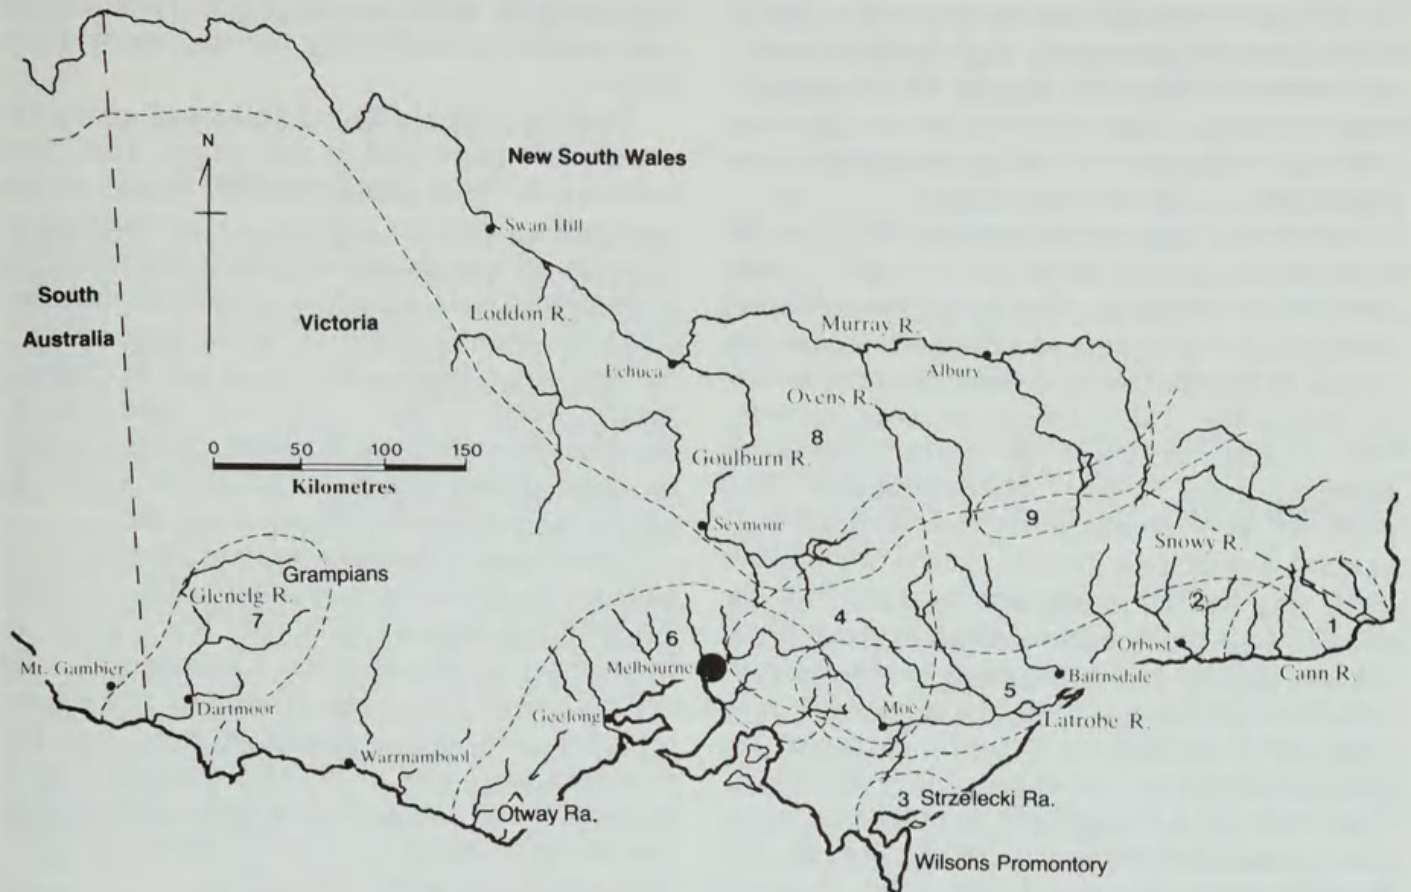 N
New South Wales
Swan Hill
South
Australia
Victoria
Loddon R.
Murray R.
Echuca
Albury
Ovens R.
8
0 50 100 150
Kilometres
Goulburn R.
Seymour
9
Snowy R.
Grampians
Glenelg R.
7
2
1
4
6
Orbost
Melbourne
Mt. Gambier
Bairnsdale
Cann R.
5
Dartmoor
Geelong
Moe
Latrobe R.
Warrnambool
3 Strzelecki Ra.
Otway Ra.
Wilsons Promontory